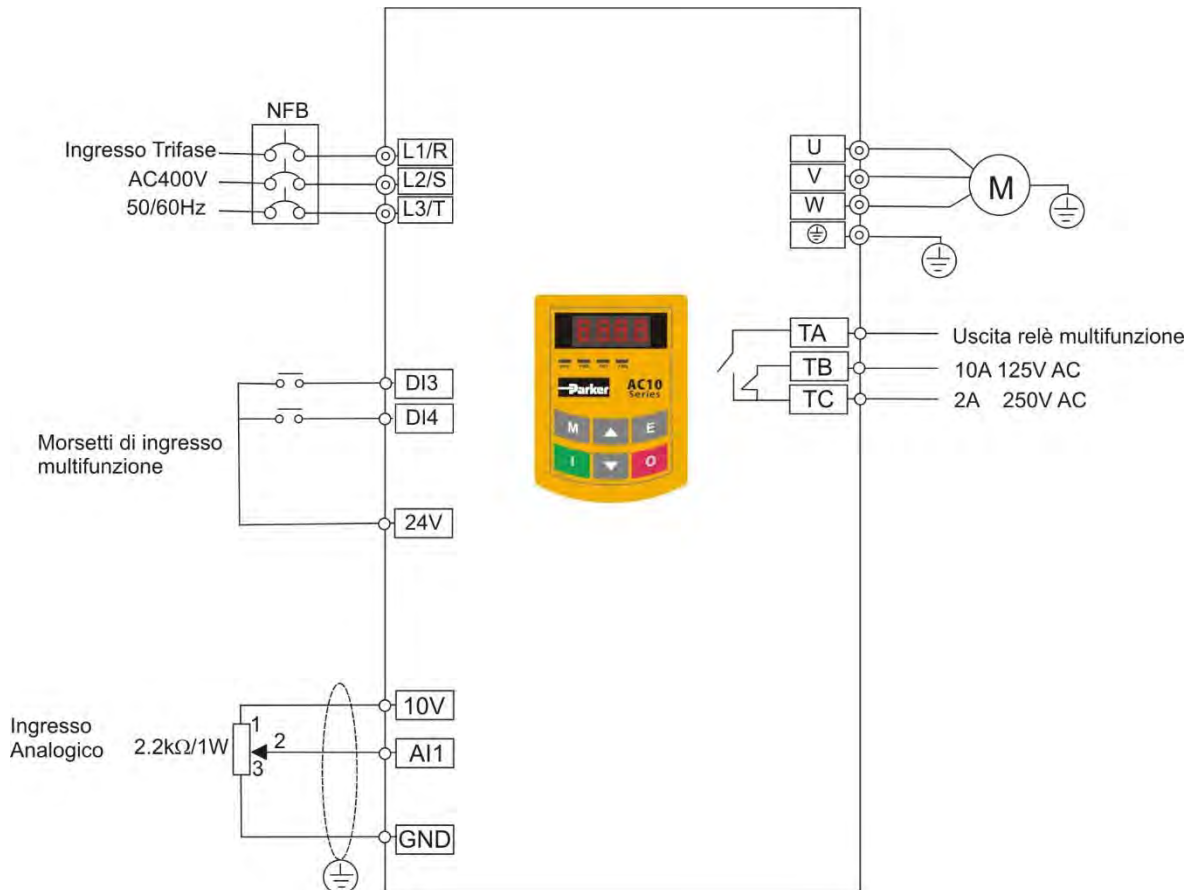 NFB
Ingresso Trifase
AC400V
50/60Hz
L1/R
L2/S
L3/T
U
V
W
M
Morsetti di ingresso
multifunzione
DI3
DI4
24V
Parker
AC10
Series
M
E
I
O
TA
TB
TC
Uscita relè multifunzione
10A 125V AC
2A 250V AC
Ingresso
Analogico
2.2kΩ/1W
1
2
3
10V
AI1
GND